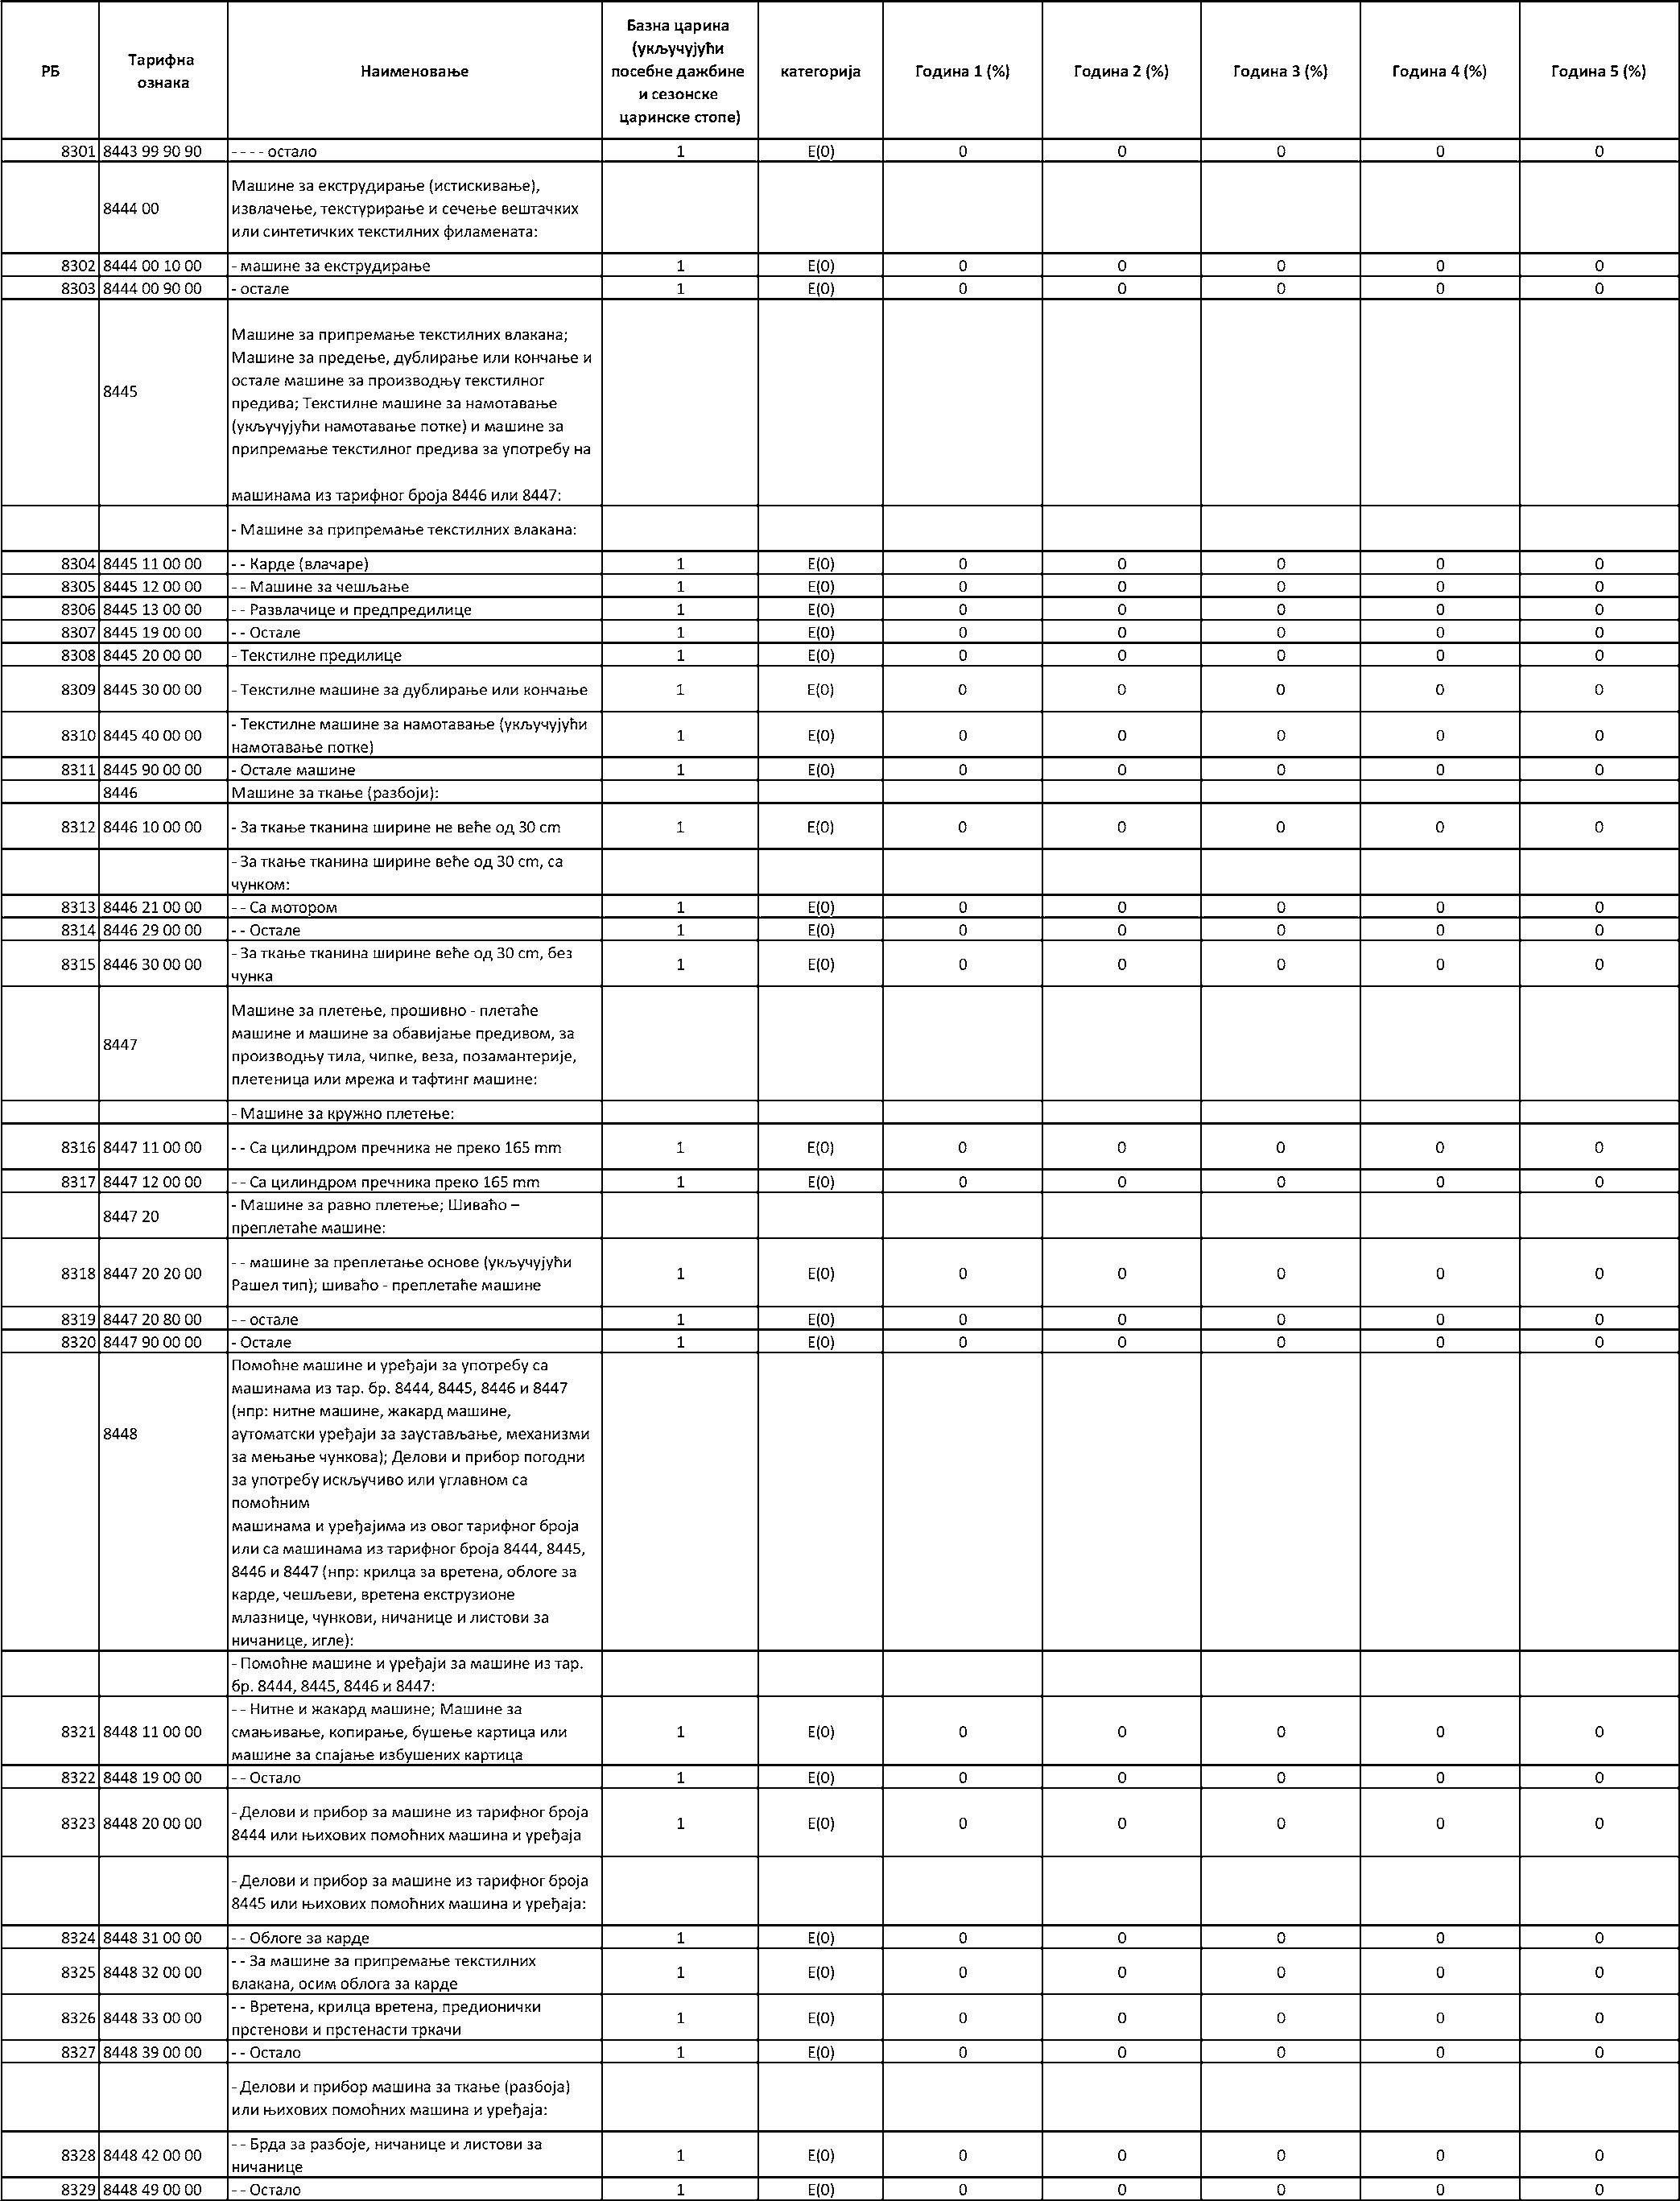 РБ Тарифна ознака Наименовање Базна царина (укључујући посебне дажбине и сезонске царинске стопе) категорија Година 1 (%) Година 2 (%) Година 3 (%) Година 4 (%) Година 5 (%)
8301 8443 99 90 90 - - - - остало 1 E(0) 0 0 0 0 0
8444 00 Машине за екструдирање (истискивање),
извлачење, текстурирање и сечење вештачких
или синтетичких текстилних филамената:
8302 8444 00 10 00 - машине за екструдирање 1 E(0) 0 0 0 0 0
8303 8444 00 90 00 - остале 1 E(0) 0 0 0 0 0
8445 Машине за припремање текстилних влакана;
Машине за предење, дублирање или кончање и
остале машине за производњу текстилног
предива; Текстилне машине за намотавање
(укључујући намотавање потке) и машине за
припремање текстилног предива за употребу на
машинама из тарифног броја 8446 или 8447:
- Машине за припремање текстилних влакана:
8304 8445 11 00 00 - - Карде (влачаре) 1 E(0) 0 0 0 0 0
8305 8445 12 00 00 - - Машине за чешљање 1 E(0) 0 0 0 0 0
8306 8445 13 00 00 - - Развлачице и предпредилице 1 E(0) 0 0 0 0 0
8307 8445 19 00 00 - - Остале 1 E(0) 0 0 0 0 0
8308 8445 20 00 00 - Текстилне предилице 1 E(0) 0 0 0 0 0
8309 8445 30 00 00 - Текстилне машине за дублирање или кончање 1 E(0) 0 0 0 0 0
8310 8445 40 00 00 - Текстилне машине за намотавање (укључујући
намотавање потке) 1 E(0) 0 0 0 0 0
8311 8445 90 00 00 - Остале машине 1 E(0) 0 0 0 0 0
8446 Машине за ткање (разбоји):
8312 8446 10 00 00 - За ткање тканина ширине не веће од 30 cm 1 E(0) 0 0 0 0 0
- За ткање тканина ширине веће од 30 cm, са
чунком:
8313 8446 21 00 00 - - Са мотором 1 E(0) 0 0 0 0 0
8314 8446 29 00 00 - - Остале 1 E(0) 0 0 0 0 0
8315 8446 30 00 00 - За ткање тканина ширине веће од 30 cm, без
чунка 1 E(0) 0 0 0 0 0
8447 Машине за плетење, прошивно - плетаће
машине и машине за обавијање предивом, за
производњу тила, чипке, веза, позамантерије,
плетеница или мрежа и тафтинг машине:
- Машине за кружно плетење:
8316 8447 11 00 00 - - Са цилиндром пречника не преко 165 mm 1 E(0) 0 0 0 0 0
8317 8447 12 00 00 - - Са цилиндром пречника преко 165 mm 1 E(0) 0 0 0 0 0
8447 20 - Машине за равно плетење; Шиваћо –
преплетаће машине:
8318 8447 20 20 00 - - машине за преплетање основе (укључујући
Рашел тип); шиваћо - преплетаће машине 1 E(0) 0 0 0 0 0
8319 8447 20 80 00 - - остале 1 E(0) 0 0 0 0 0
8320 8447 90 00 00 - Остале 1 E(0) 0 0 0 0 0
8448 Помоћне машине и уређаји за употребу са
машинама из тар. бр. 8444, 8445, 8446 и 8447
(нпр: нитне машине, жакард машине,
аутоматски уређаји за заустављање, механизми
за мењање чункова); Делови и прибор погодни
за употребу искључиво или углавном са
помоћним
машинама и уређајима из овог тарифног броја
или са машинама из тарифног броја 8444, 8445,
8446 и 8447 (нпр: крилца за вретена, облоге за
карде, чешљеви, вретена екструзионе
млазнице, чункови, ничанице и листови за
ничанице, игле):
- Помоћне машине и уређаји за машине из тар.
бр. 8444, 8445, 8446 и 8447:
8321 8448 11 00 00 - - Нитне и жакард машине; Машине за
смањивање, копирање, бушење картица или
машине за спајање избушених картица 1 E(0) 0 0 0 0 0
8322 8448 19 00 00 - - Остало 1 E(0) 0 0 0 0 0
8323 8448 20 00 00 - Делови и прибор за машине из тарифног броја
8444 или њихових помоћних машина и уређаја 1 E(0) 0 0 0 0 0
- Делови и прибор за машине из тарифног броја
8445 или њихових помоћних машина и уређаја:
8324 8448 31 00 00 - - Облоге за карде 1 E(0) 0 0 0 0 0
8325 8448 32 00 00 - - За машине за припремање текстилних
влакана, осим облога за карде 1 E(0) 0 0 0 0 0
8326 8448 33 00 00 - - Вретена, крилца вретена, предионички
прстенови и прстенасти тркачи 1 E(0) 0 0 0 0 0
8327 8448 39 00 00 - - Остало 1 E(0) 0 0 0 0 0
- Делови и прибор машина за ткање (разбоја)
или њихових помоћних машина и уређаја:
8328 8448 42 00 00 - - Брда за разбоје, ничанице и листови за
ничанице 1 E(0) 0 0 0 0 0
8329 8448 49 00 00 - - Остало 1 E(0) 0 0 0 0 0